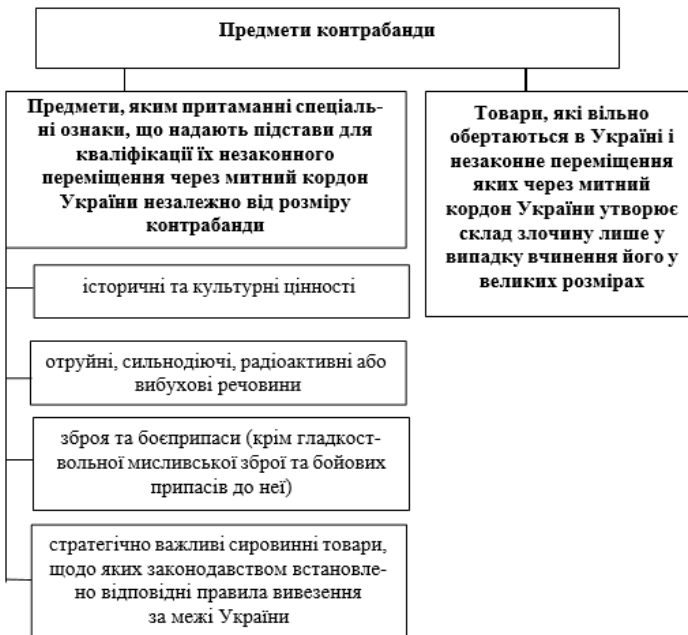 Предмети контрабанди
Предмети, яким притаманні спеціаль-
ні ознаки, що надають підстави для
кваліфікації їх незаконного
переміщення через митний кордон
України незалежно від розміру
контрабанди
Товари, які вільно
обертаються в Україні і
незаконне переміщення
яких через митний
кордон України утворює
склад злочину лише у
випадку вчинення його у
великих розмірах
історичні та культурні цінності
отруйні, сильнодіючі, радіоактивні або
вибухові речовини
зброя та боєприпаси (крім гладкост-
вольної мисливської зброї та бойових
припасів до неї)
стратегічно важливі сировинні товари,
щодо яких законодавством встановле-
но відповідні правила вивезення
за межі України